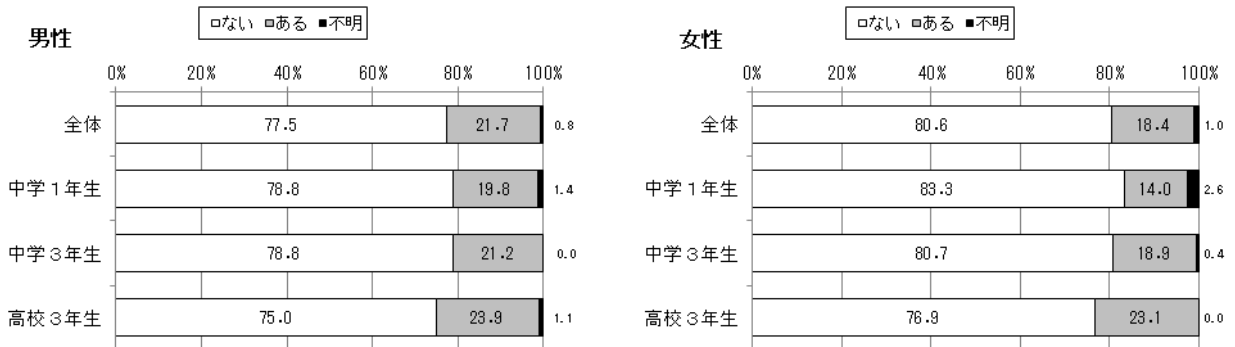 □ない ■ある ■不明
男性
0% 20% 40% 60% 80% 100%
全体 77.5 21.7 0.8
中学1年生 78.8 19.8 1.4
中学3年生 78.8 21.2 0.0
高校3年生 75.0 23.9 1.1
□ない ■ある ■不明
女性
0% 20% 40% 60% 80% 100%
全体 80.6 18.4 1.0
中学1年生 83.3 14.0 2.6
中学3年生 80.7 18.9 0.4
高校3年生 76.9 23.1 0.0